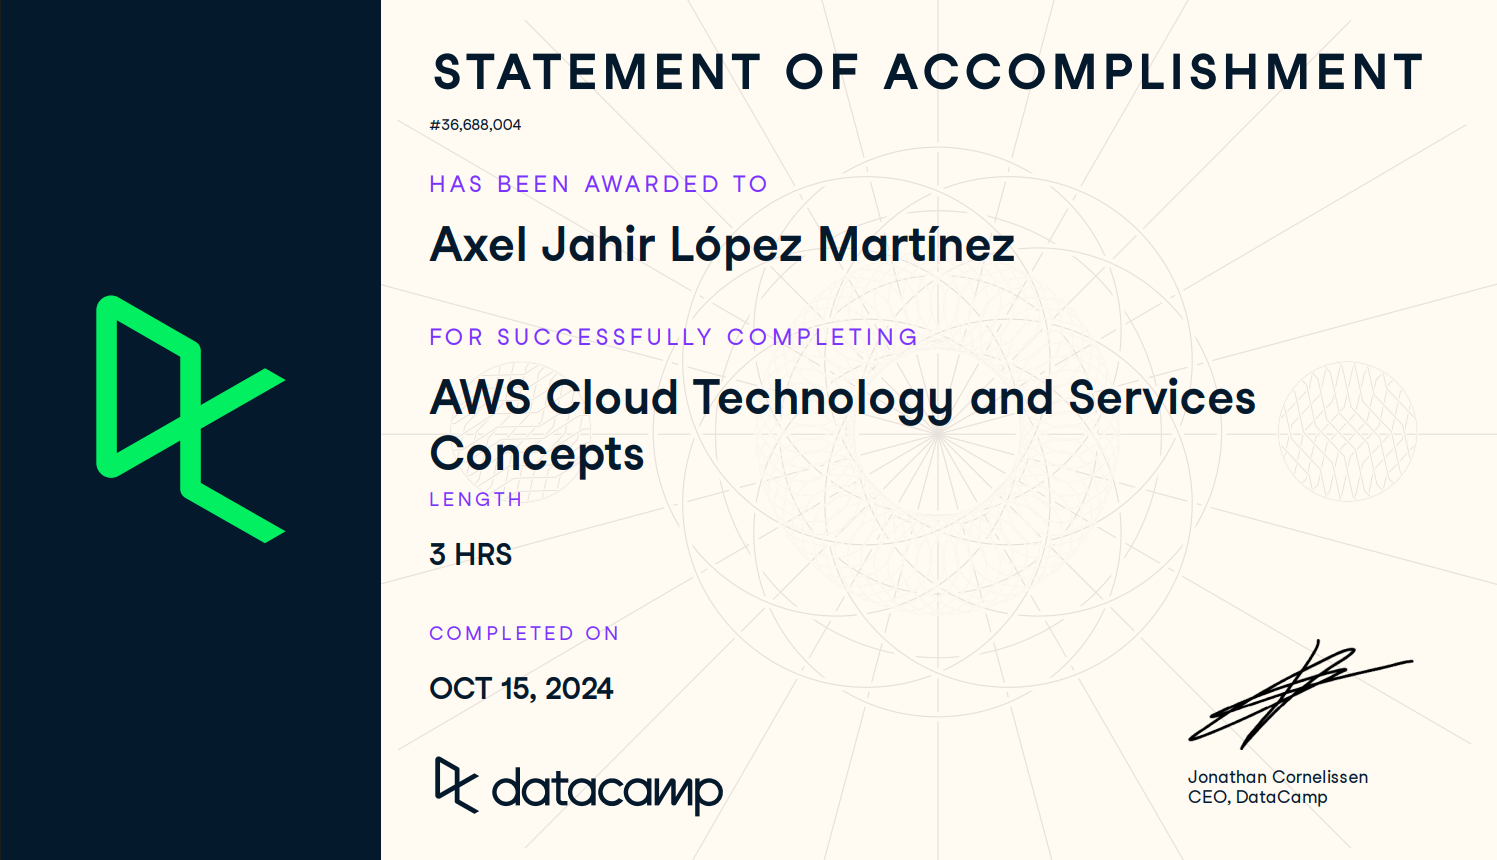 STATEMENT OF ACCOMPLISHMENT
#36,688,004
HAS BEEN AWARDED TO
Axel Jahir López Martínez
FOR SUCCESSFULLY COMPLETING
AWS Cloud Technology and Services
Concepts
LENGTH
3 HRS
COMPLETED ON
OCT 15, 2024
datacamp
Jonathan Cornelissen
CEO, DataCamp